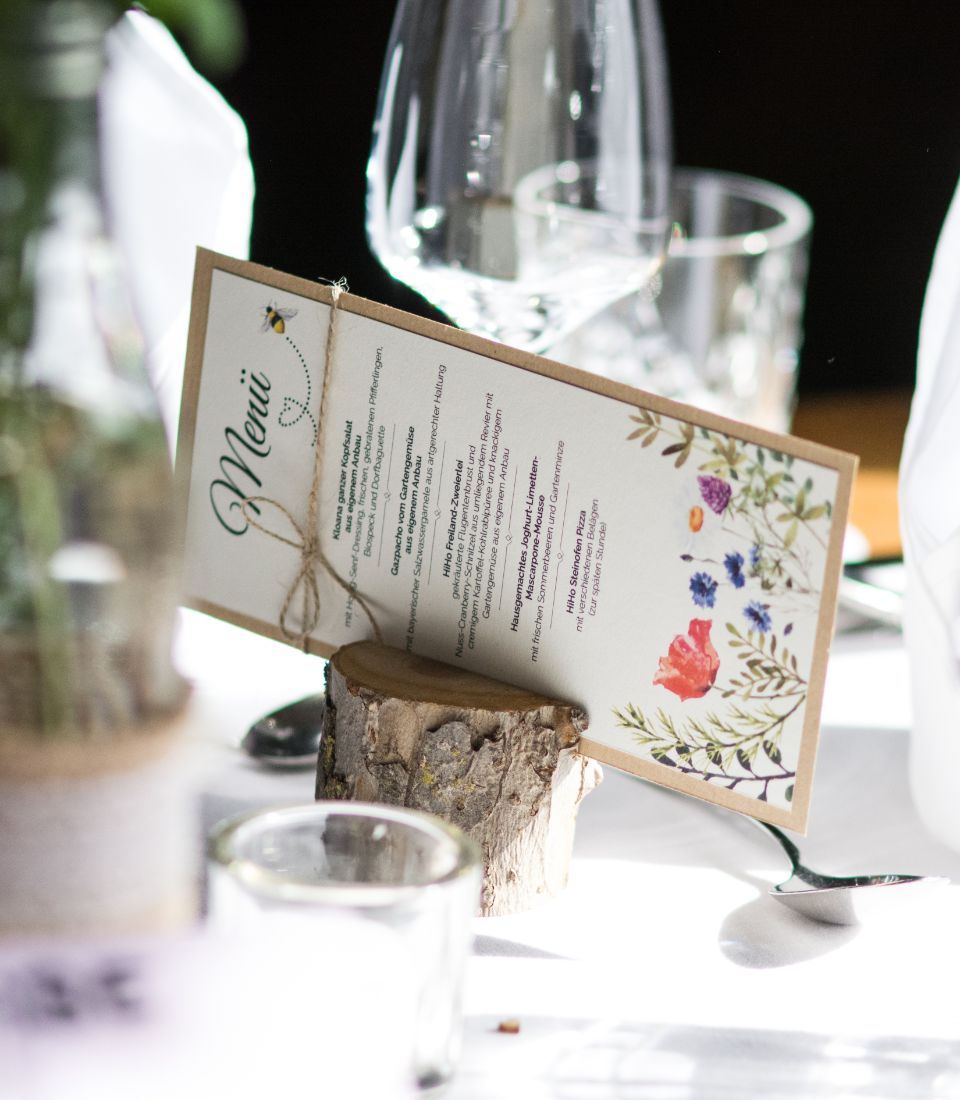 Menü
Kloana ganzer Kopfsalat
aus eigenem Anbau
mit Honig-Senf-Dressing, frischen, gebratenen Pfifferlingen,
Biospeck und Dorfbaguette
Gazpacho vom Gartengemüse
aus eigenem Anbau
mit bayerischer Salzwassergarnele aus artgerechter Haltung
HiHo Freiland-Zweierlei
gekräuterte Flugentenbrust und
Nuss-Cranberry-Schnitzel aus umliegendem Revier mit
cremigem Kartoffel-Kohlrabipüree und knackigem
Gartengemüse aus eigenem Anbau
Hausgemachtes Joghurt-Limetten-
Mascarpone-Mousse
mit frischen Sommerbeeren und Gartenminze
HiHo Steinofen Pizza
mit verschiedenen Belägen
(zur späten Stunde)